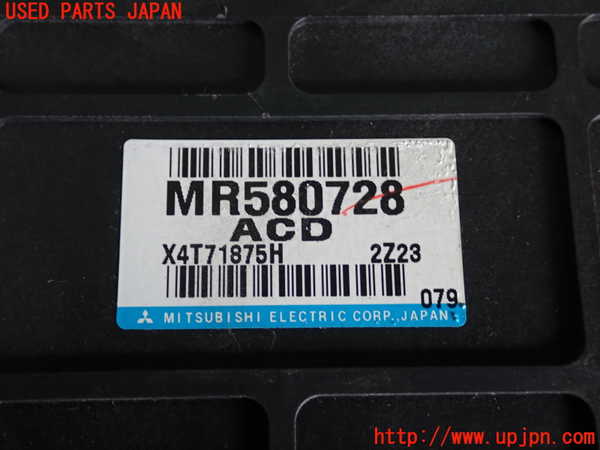 USED PARTS JAPAN
MR580728
ACD
X4T71875H 2Z23
079
MITSUBISHI ELECTRIC CORP., JAPAN
http://www.upjpn.com/